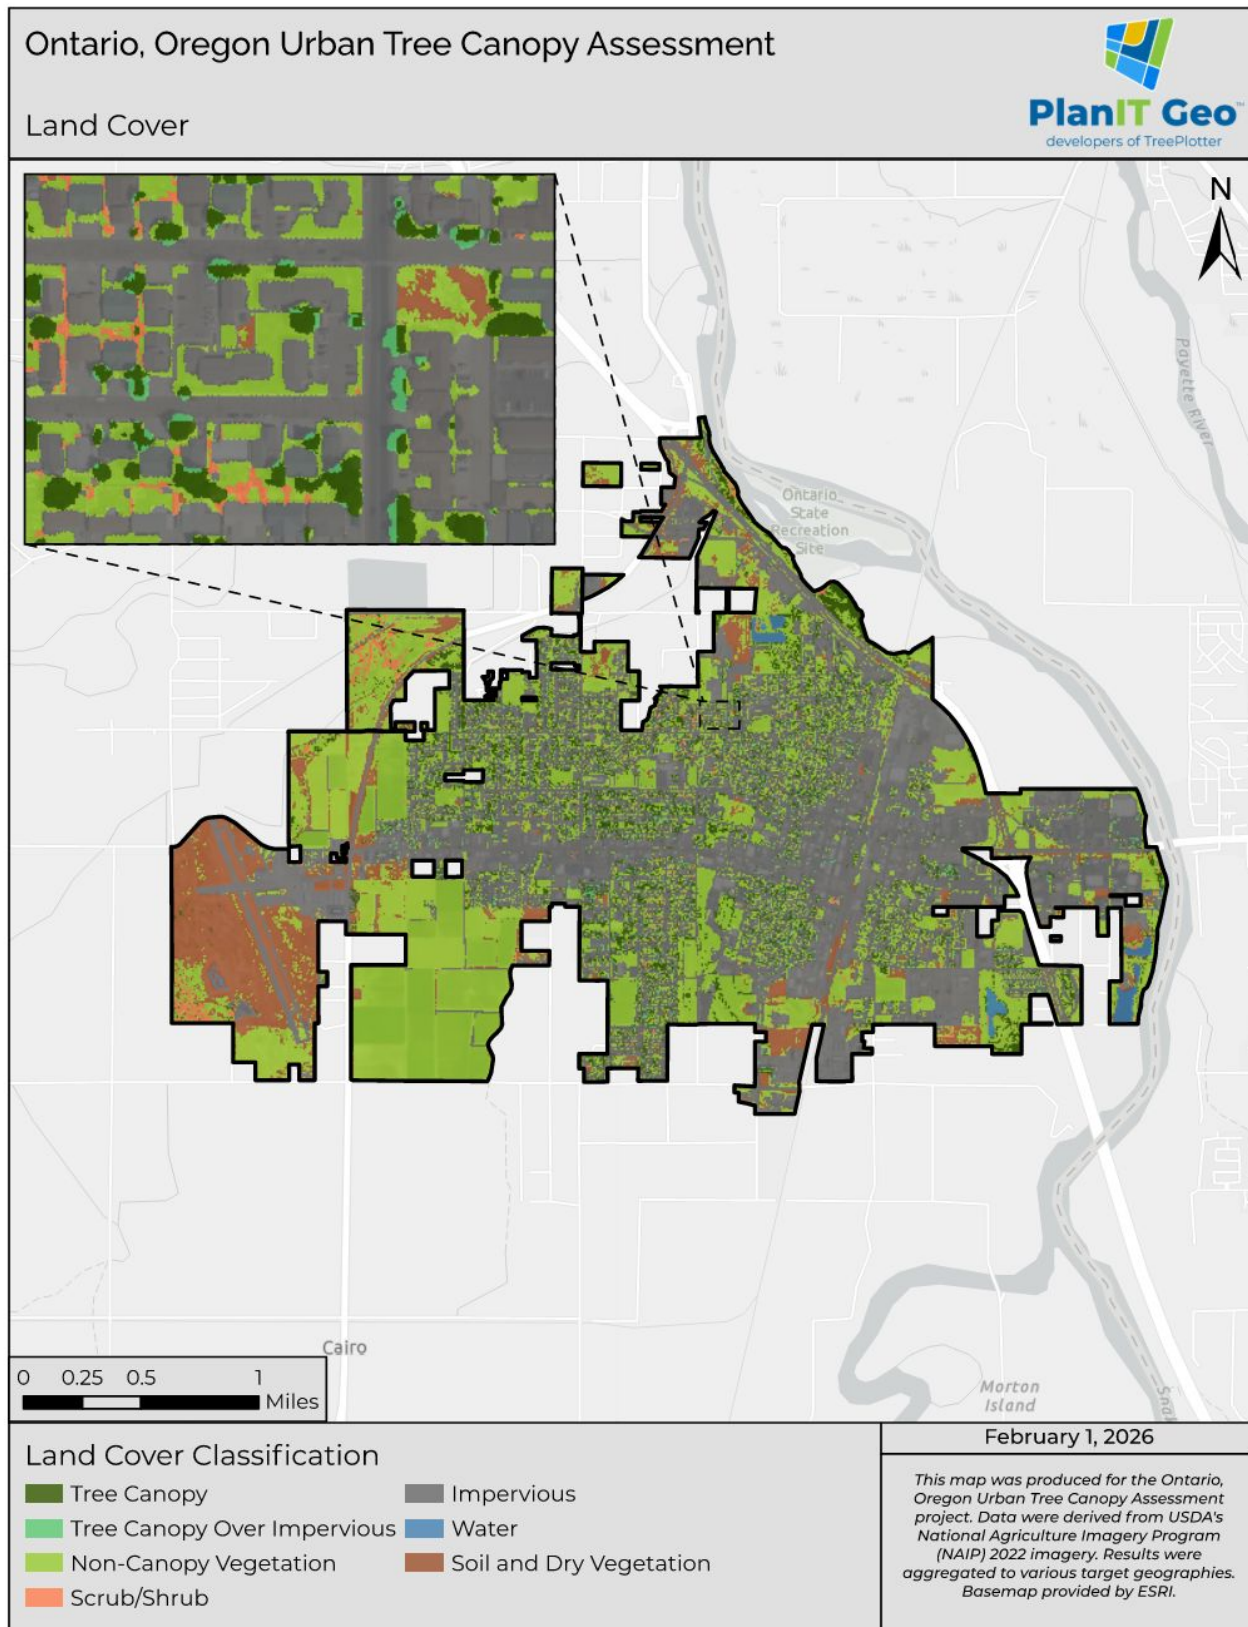 Ontario, Oregon Urban Tree Canopy Assessment
Land Cover
PlanIT Geo™
developers of TreePlotter
N
Payette River
Ontario
State
Recreation
Site
Cairo
Morton
Island
0 0.25 0.5 1
Miles
Land Cover Classification
Tree Canopy
Tree Canopy Over Impervious
Non-Canopy Vegetation
Scrub/Shrub
Impervious
Water
Soil and Dry Vegetation
February 1, 2026
This map was produced for the Ontario,
Oregon Urban Tree Canopy Assessment
project. Data were derived from USDA's
National Agriculture Imagery Program
(NAIP) 2022 imagery. Results were
aggregated to various target geographies.
Basemap provided by ESRI.